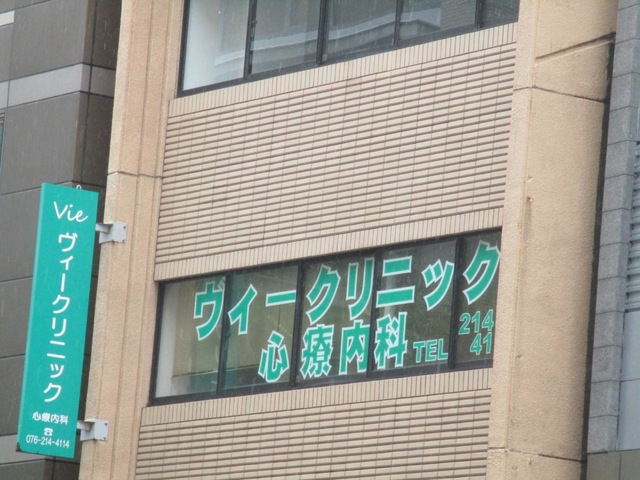 Vie
ヴィークリニック
心療内科
☎
076-214-4114
ヴィークリニック
心療内科 TEL 214
41